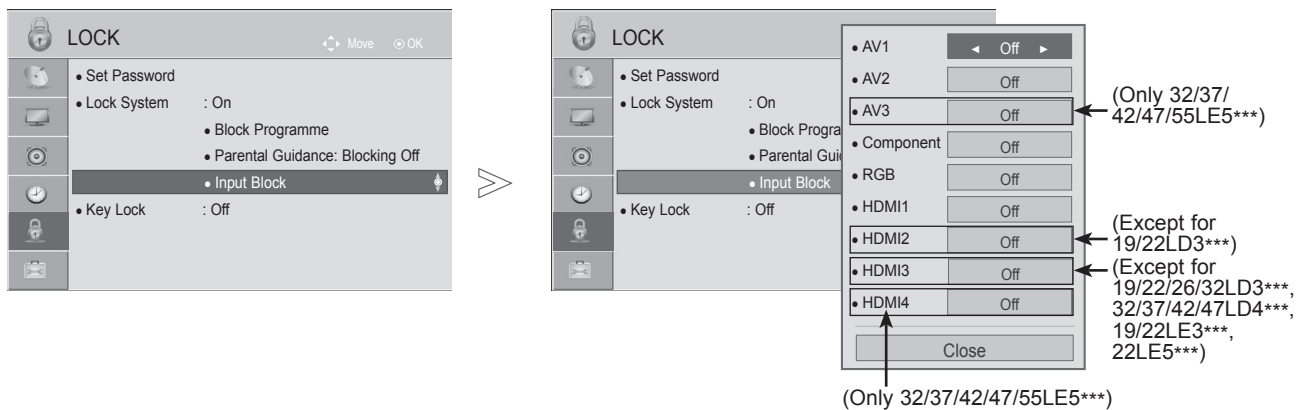 LOCK
Move OK
• Set Password
• Lock System : On
• Block Programme
• Parental Guidance: Blocking Off
• Input Block
• Key Lock : Off
LOCK
• Set Password
• Lock System : On
• Block Progra
• Parental Gui
• Input Block
• Key Lock : Off
• AV1 ◄ Off ►
• AV2 Off
• AV3 Off
• Component Off
• RGB Off
• HDMI1 Off
• HDMI2 Off
• HDMI3 Off
• HDMI4 Off
Close
(Only 32/37/
42/47/55LE5***)
(Except for
19/22LD3***)
(Except for
19/22/26/32LD3***,
32/37/42/47LD4***,
19/22LE3***,
22LE5***)
(Only 32/37/42/47/55LE5***)